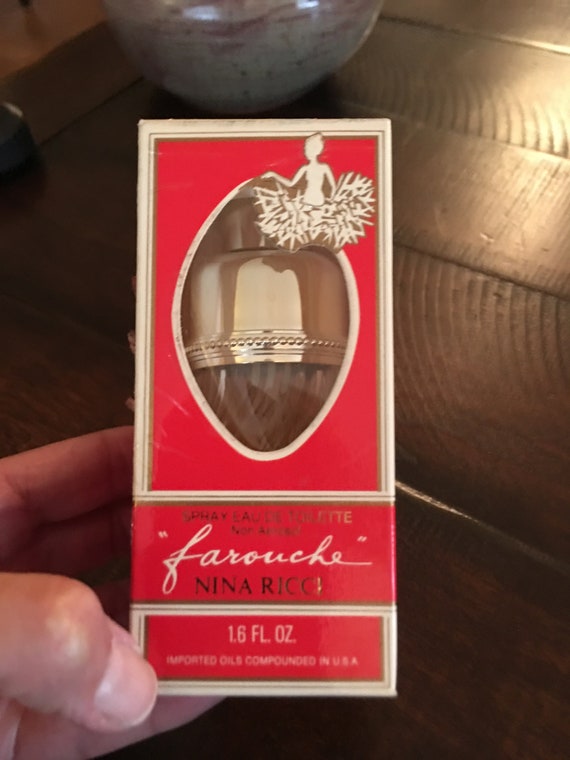 SPRAY EAU DE TOILETTE
Non Aerosol
"farouche"
NINA RICCI
1.6 FL. OZ.
IMPORTED OILS COMPOUNDED IN U.S.A